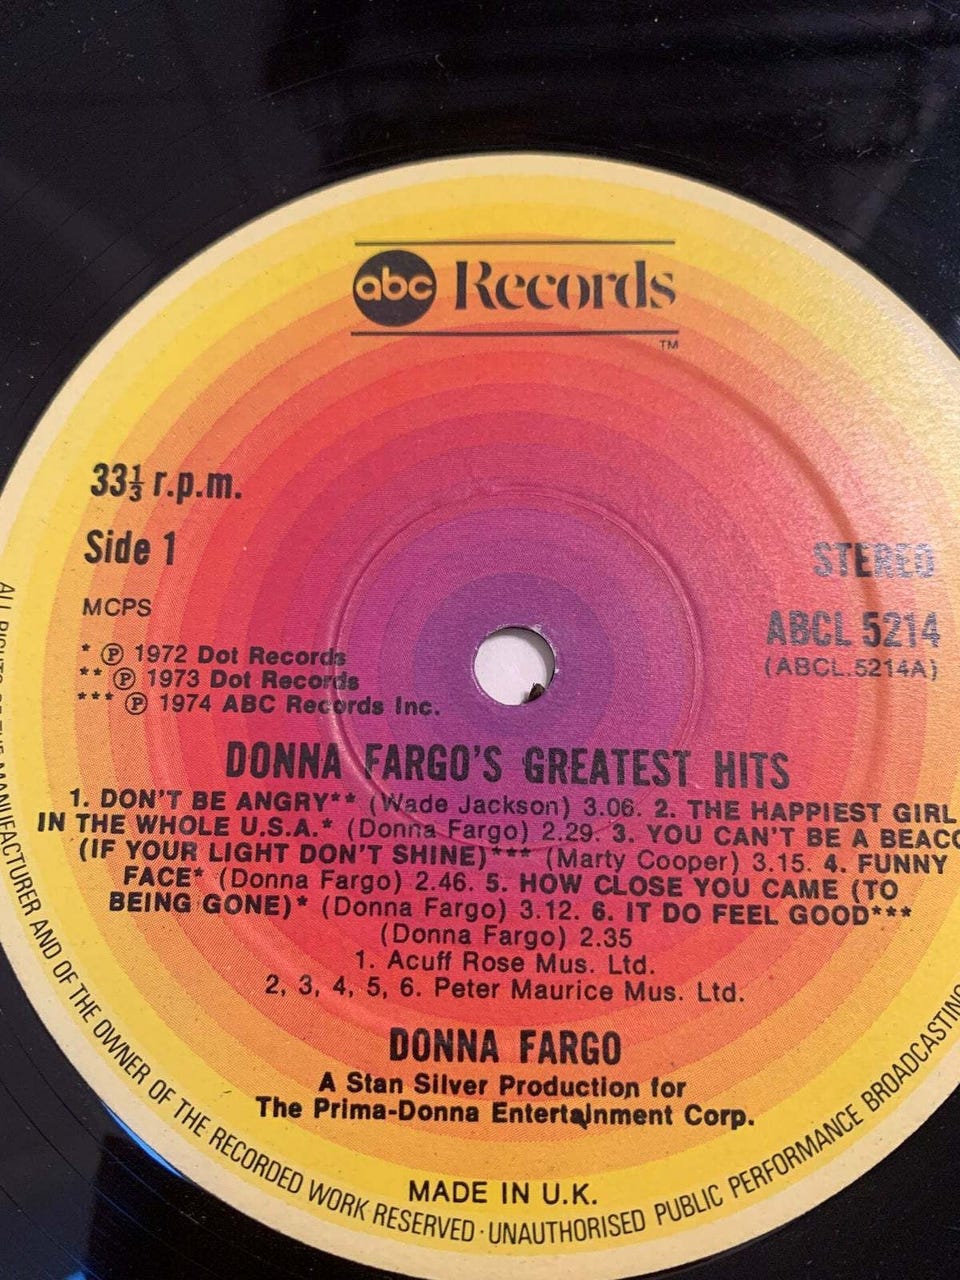 abc Records
TM
33⅓ r.p.m.
Side 1
STEREO
MCPS
ABCL 5214
(ABCL.5214A)
* ℗ 1972 Dot Records
** ℗ 1973 Dot Records
*** ℗ 1974 ABC Records Inc.
DONNA FARGO'S GREATEST HITS
1. DON'T BE ANGRY** (Wade Jackson) 3.06. 2. THE HAPPIEST GIRL
IN THE WHOLE U.S.A.* (Donna Fargo) 2.29. 3. YOU CAN'T BE A
(IF YOUR LIGHT DON'T SHINE)*** (Marty Cooper) 3.15. 4. FUNNY
FACE* (Donna Fargo) 2.46. 5. HOW CLOSE YOU CAME (TO
BEING GONE)* (Donna Fargo) 3.12. 6. IT DO FEEL GOOD***
(Donna Fargo) 2.35
1. Acuff Rose Mus. Ltd.
2, 3, 4, 5, 6. Peter Maurice Mus. Ltd.
DONNA FARGO
A Stan Silver Production for
The Prima-Donna Entertainment Corp.
MADE IN U.K.
ALL RIGHTS OF THE MANUFACTURER AND OF THE OWNER OF THE RECORDED WORK RESERVED · UNAUTHORISED PUBLIC PERFORMANCE BROADCASTING